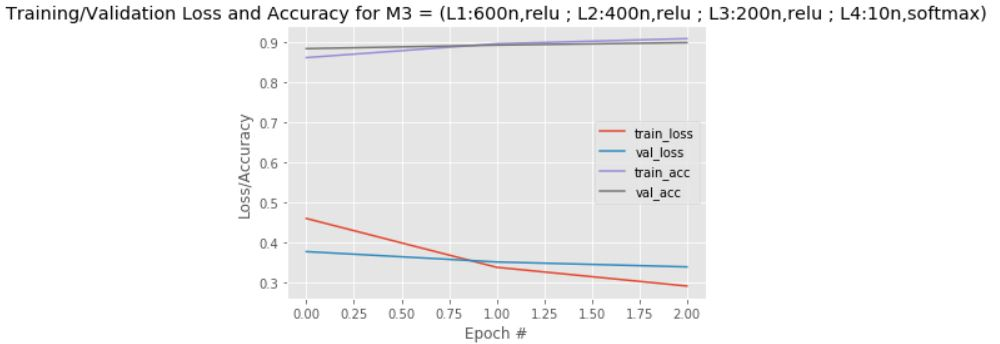 Training/Validation Loss and Accuracy for M3 = (L1:600n,relu ; L2:400n,relu ; L3:200n,relu ; L4:10n,softmax)
0.9
0.8
0.7
0.6
0.5
0.4
0.3
Loss/Accuracy
train_loss
val_loss
train_acc
val_acc
0.00 0.25 0.50 0.75 1.00 1.25 1.50 1.75 2.00
Epoch #